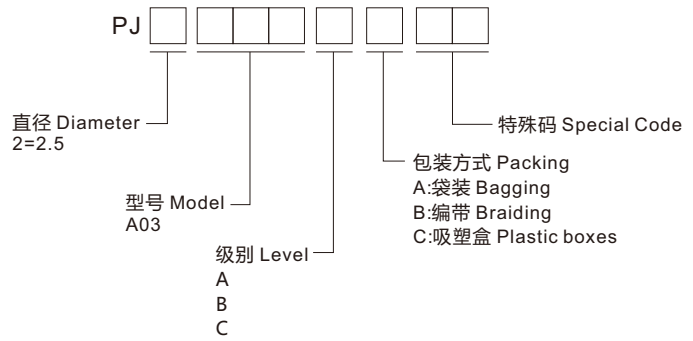 PJ
直径 Diameter
2=2.5
型号 Model
A03
级别 Level
A
B
C
包装方式 Packing
A:袋装 Bagging
B:编带 Braiding
C:吸塑盒 Plastic boxes
特殊码 Special Code